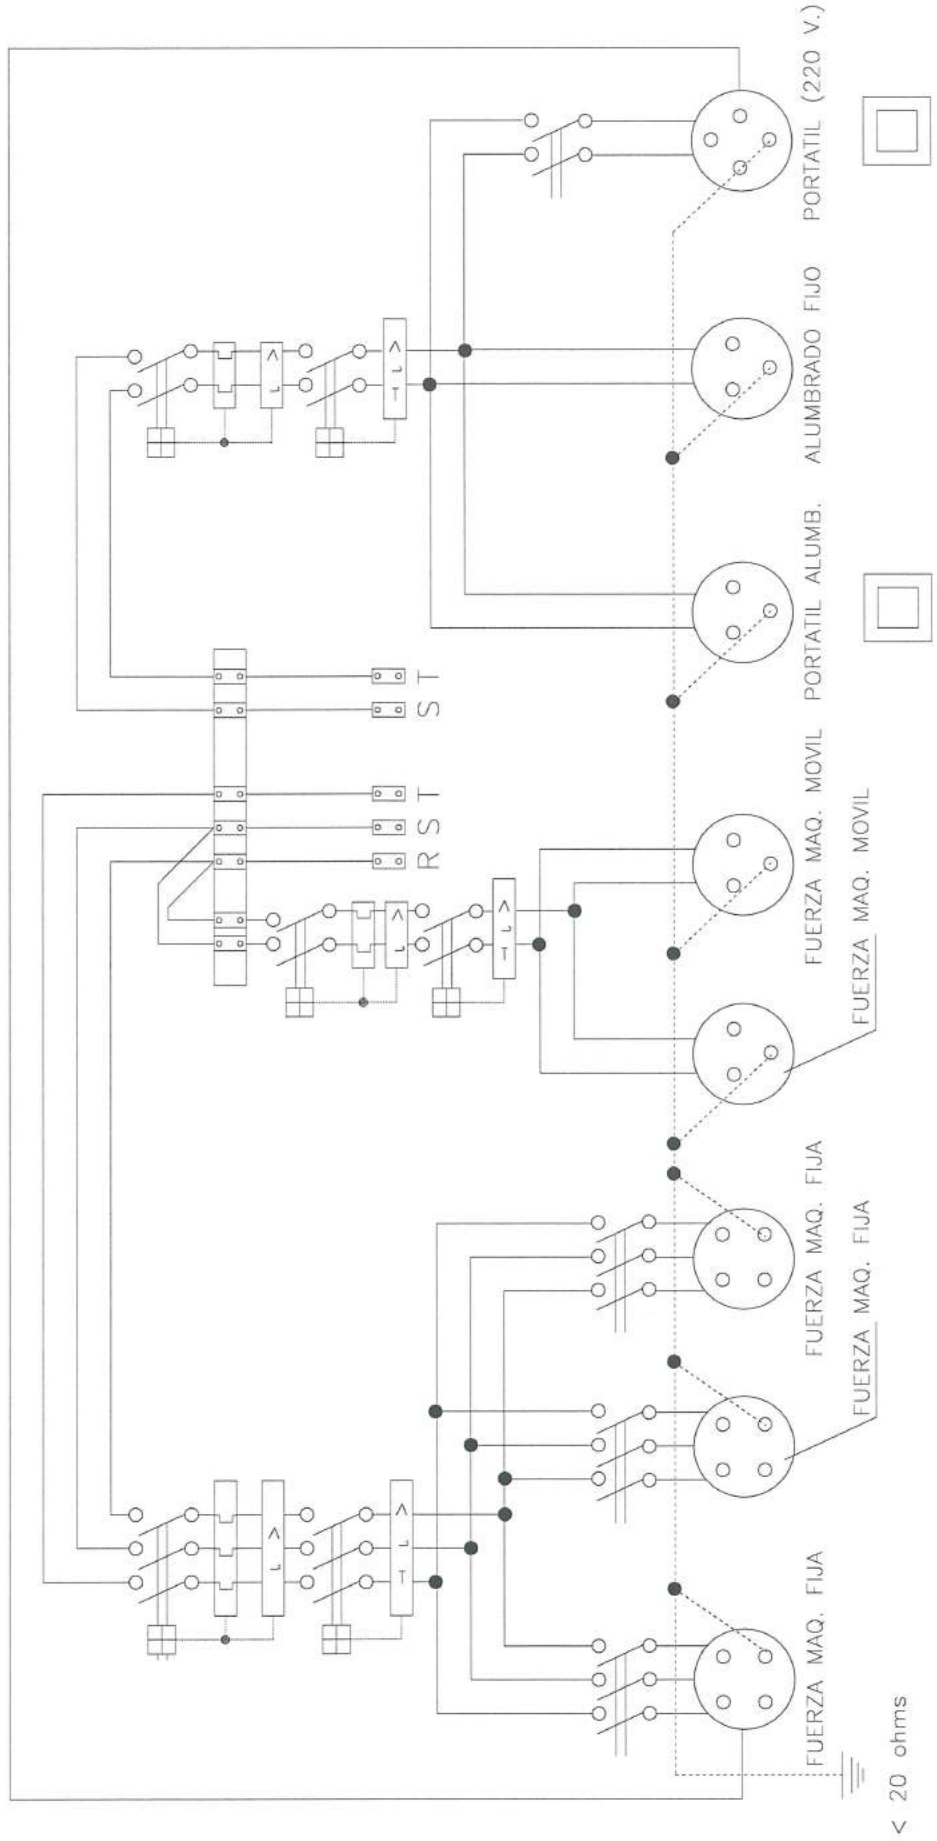 R
S
T
S
T
FUERZA MAQ. FIJA
FUERZA MAQ. FIJA
FUERZA MAQ. FIJA
FUERZA MAQ. MOVIL
FUERZA MAQ. MOVIL
PORTATIL ALUMB.
ALUMBRADO FIJO
PORTATIL (220 V.)
< 20 ohms